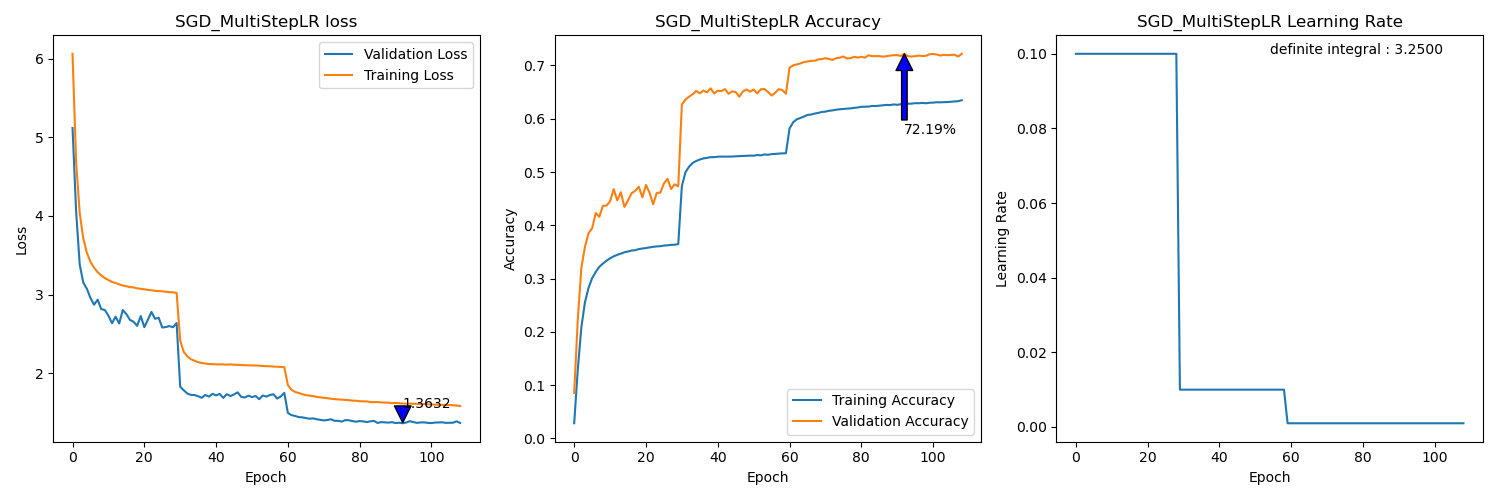 SGD_MultiStepLR loss
Validation Loss
Training Loss
1.3632
6
5
4
3
2
0 20 40 60 80 100
Loss
Epoch
SGD_MultiStepLR Accuracy
72.19%
Training Accuracy
Validation Accuracy
0.7
0.6
0.5
0.4
0.3
0.2
0.1
0.0
0 20 40 60 80 100
Accuracy
Epoch
SGD_MultiStepLR Learning Rate
definite integral : 3.2500
0.10
0.08
0.06
0.04
0.02
0.00
0 20 40 60 80 100
Learning Rate
Epoch